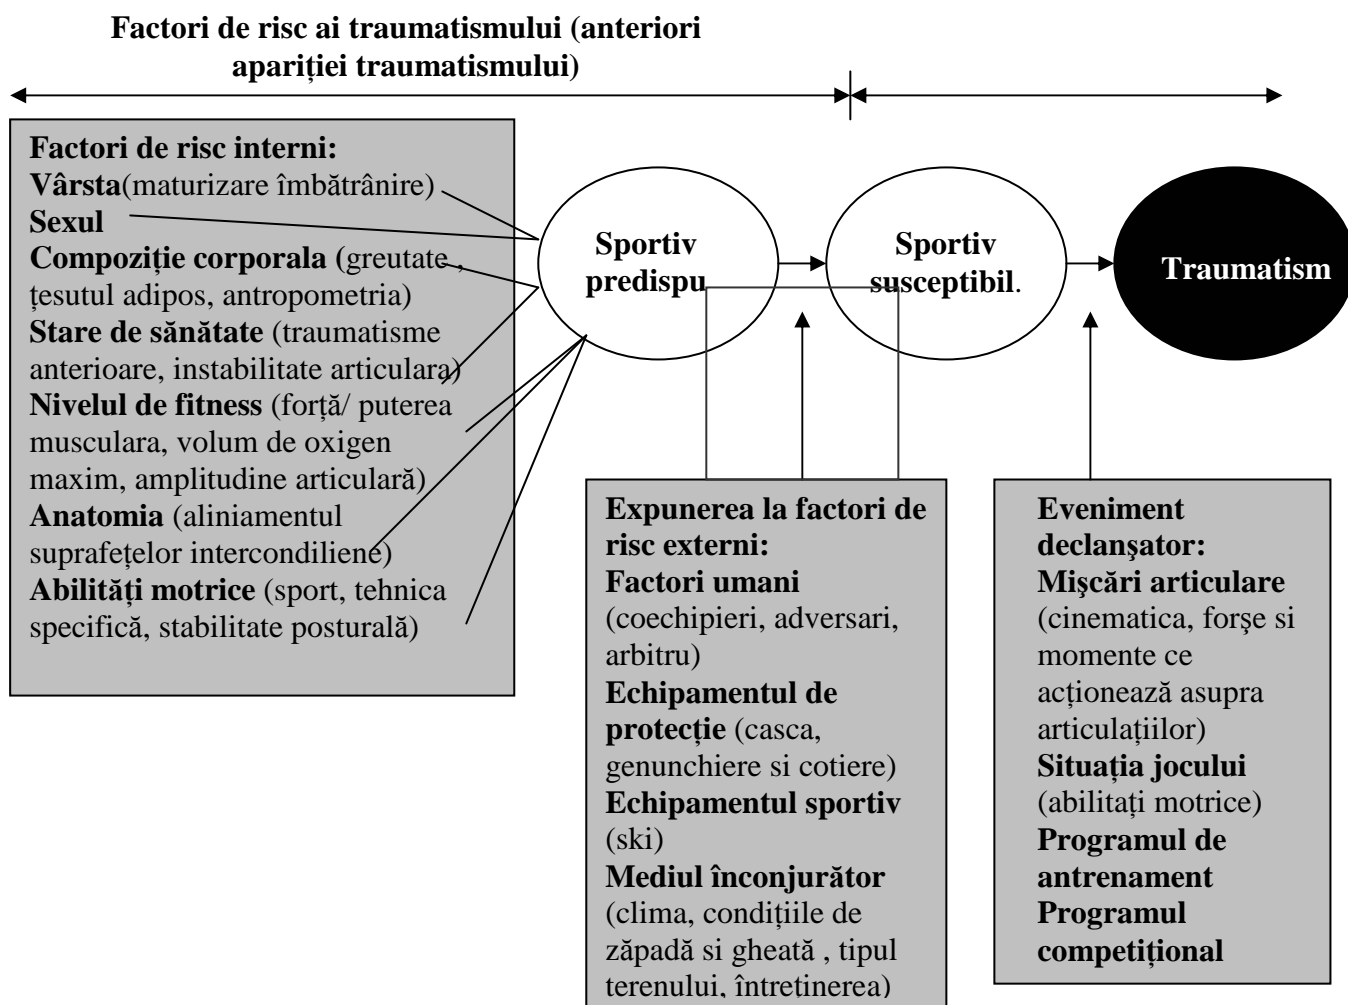 Factori de risc ai traumatismului (anteriori
apariției traumatismului)
Factori de risc interni:
Vârsta(maturizare îmbătrânire)
Sexul
Compoziție corporala (greutate ,
țesutul adipos, antropometria)
Stare de sănătate (traumatisme
anterioare, instabilitate articulara)
Nivelul de fitness (forță/ puterea
musculara, volum de oxigen
maxim, amplitudine articulară)
Anatomia (aliniamentul
suprafețelor intercondiliene)
Abilități motrice (sport, tehnica
specifică, stabilitate posturală)
Sportiv
predispu
Sportiv
susceptibil.
Traumatism
Expunerea la factori de
risc externi:
Factori umani
(coechipieri, adversari,
arbitru)
Echipamentul de
protecție (casca,
genunchiere si cotiere)
Echipamentul sportiv
(ski)
Mediul înconjurător
(clima, condițiile de
zăpadă si gheată , tipul
terenului, întreținerea)
Eveniment
declanşator:
Mişcări articulare
(cinematica, forşe si
momente ce
acționează asupra
articulațiilor)
Situația jocului
(abilitați motrice)
Programul de
antrenament
Programul
competițional